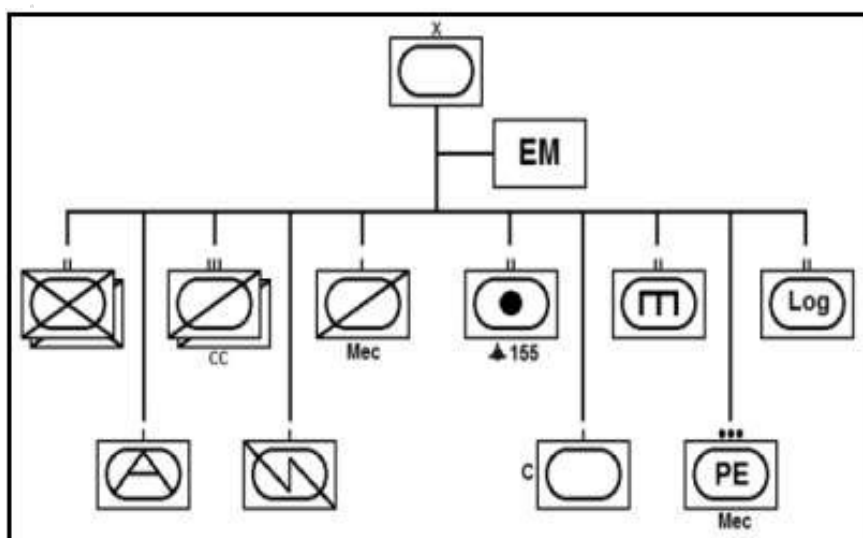 X
EM
II III I II II II
Log
CC Mec 155
I I I •••
A
C PE
Mec